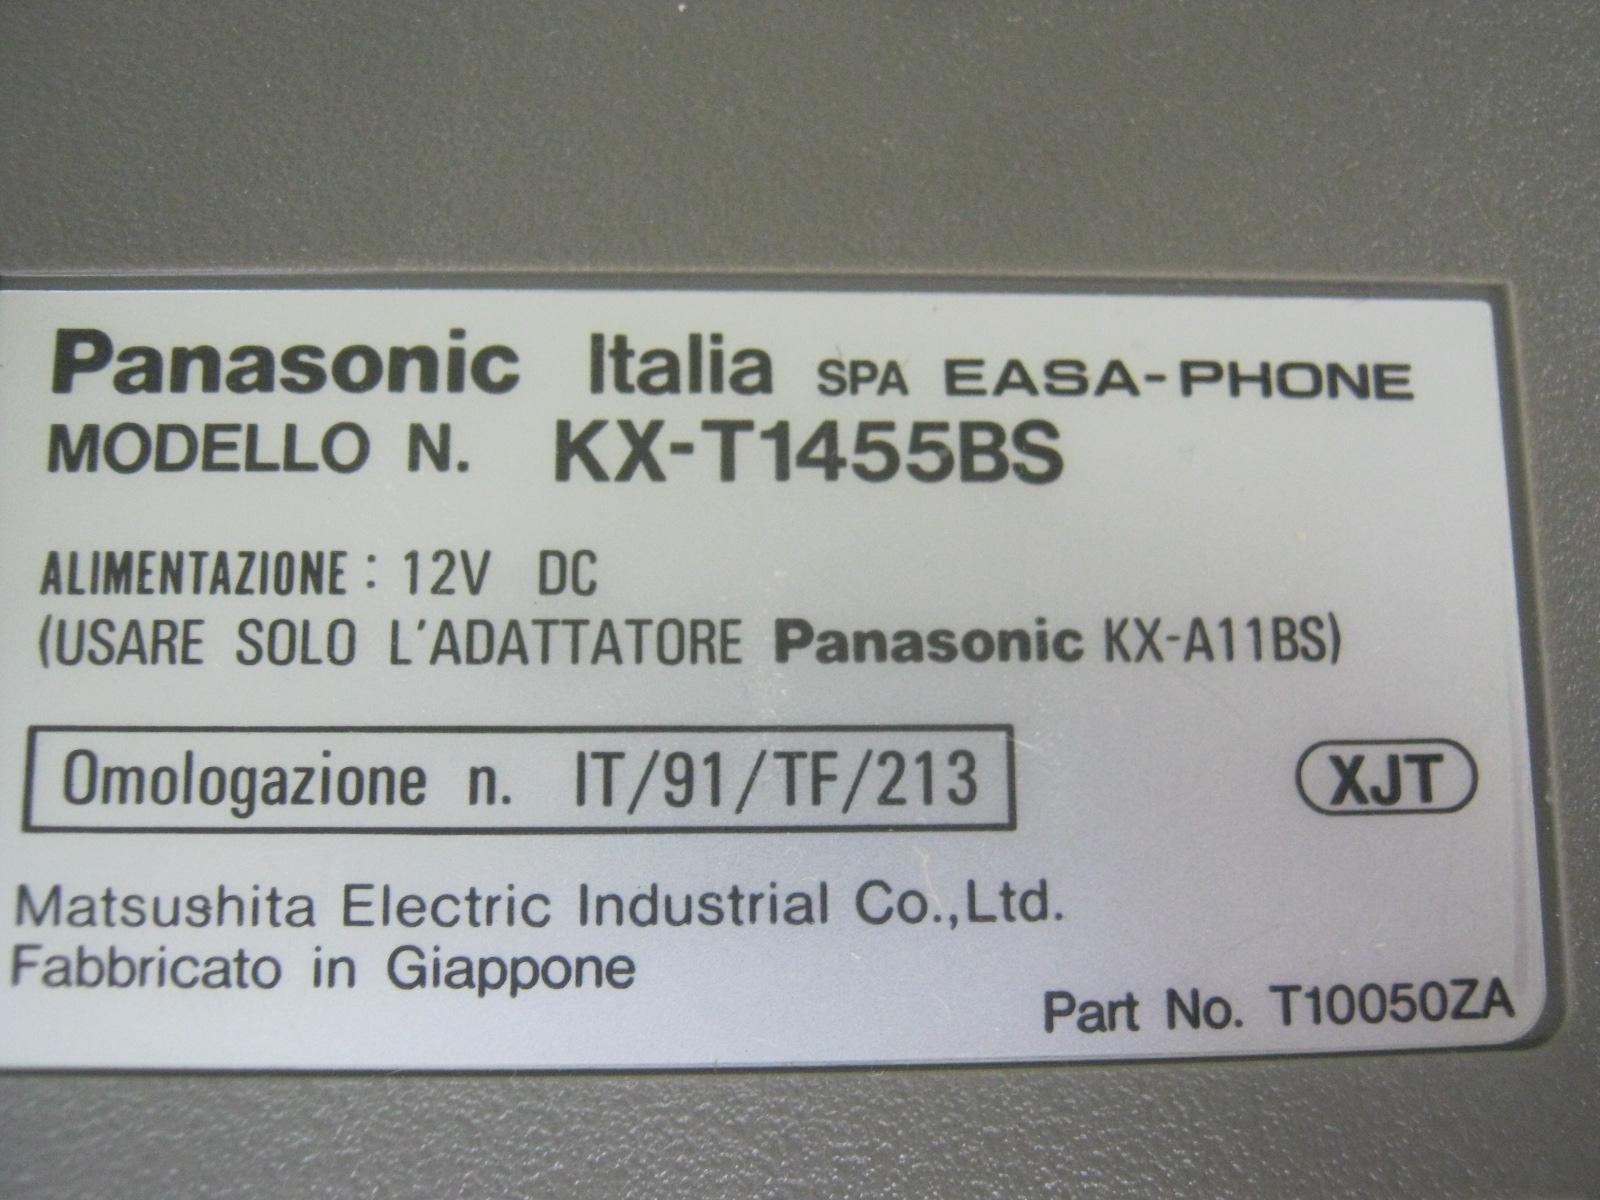 Panasonic Italia SPA EASA-PHONE
MODELLO N. KX-T1455BS
ALIMENTAZIONE : 12V DC
(USARE SOLO L'ADATTATORE Panasonic KX-A11BS)
Omologazione n. IT/91/TF/213
XJT
Matsushita Electric Industrial Co.,Ltd.
Fabbricato in Giappone
Part No. T10050ZA